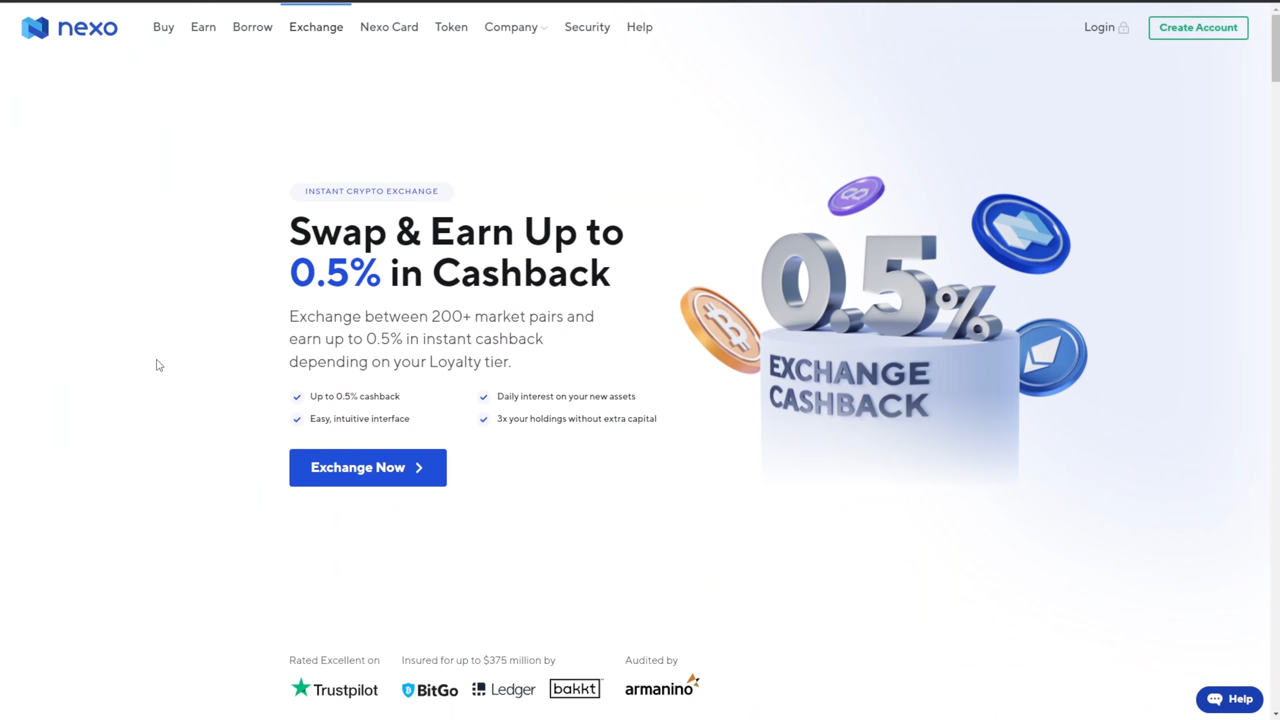 nexo Buy Earn Borrow Exchange Nexo Card Token Company Security Help Login Create Account
INSTANT CRYPTO EXCHANGE
Swap & Earn Up to
0.5% in Cashback
Exchange between 200+ market pairs and
earn up to 0.5% in instant cashback
depending on your Loyalty tier.
Up to 0.5% cashback Daily interest on your new assets
Easy, intuitive interface 3x your holdings without extra capital
Exchange Now
0.5%
EXCHANGE
CASHBACK
Rated Excellent on Insured for up to $375 million by Audited by
Trustpilot BitGo Ledger bakkt armanino
Help